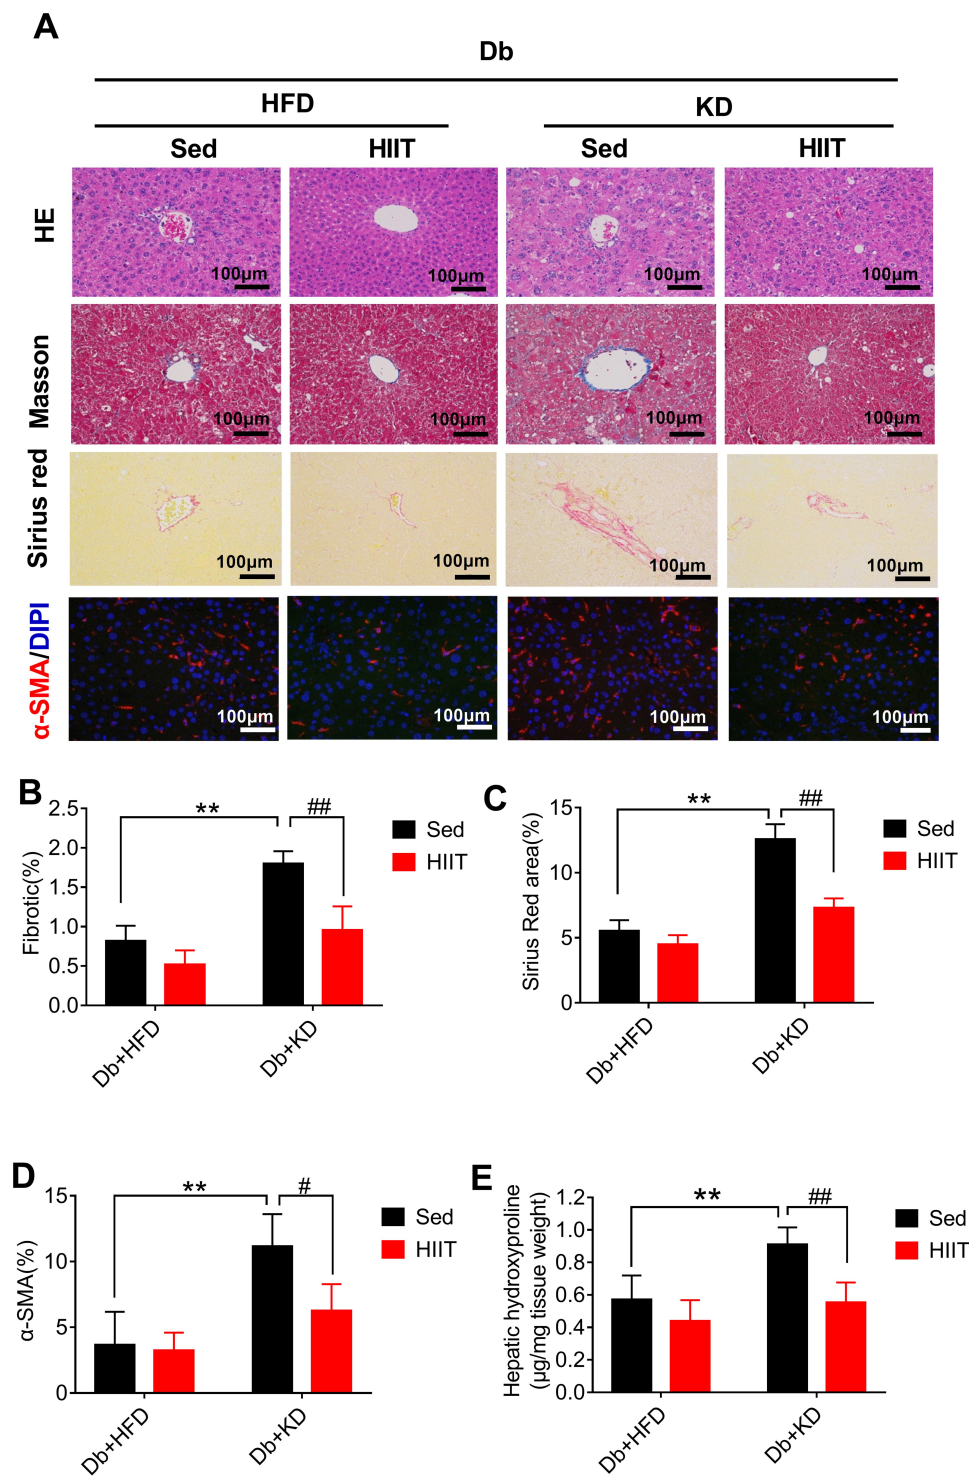 A
Db
HFD
KD
Sed
HIIT
Sed
HIIT
HE
100μm
100μm
100μm
100μm
Masson
100μm
100μm
100μm
100μm
Sirius red
100μm
100μm
100μm
100μm
α-SMA/DIPI
100μm
100μm
100μm
100μm
B
Fibrotic(%)
2.5
2.0
1.5
1.0
0.5
0.0
**
##
Sed
HIIT
Db+HFD
Db+KD
C
Sirius Red area(%)
15
10
5
0
**
##
Sed
HIIT
Db+HFD
Db+KD
D
α-SMA(%)
15
10
5
0
**
#
Sed
HIIT
Db+HFD
Db+KD
E
Hepatic hydroxyproline
(μg/mg tissue weight)
1.2
1.0
0.8
0.6
0.4
0.2
0.0
**
##
Sed
HIIT
Db+HFD
Db+KD